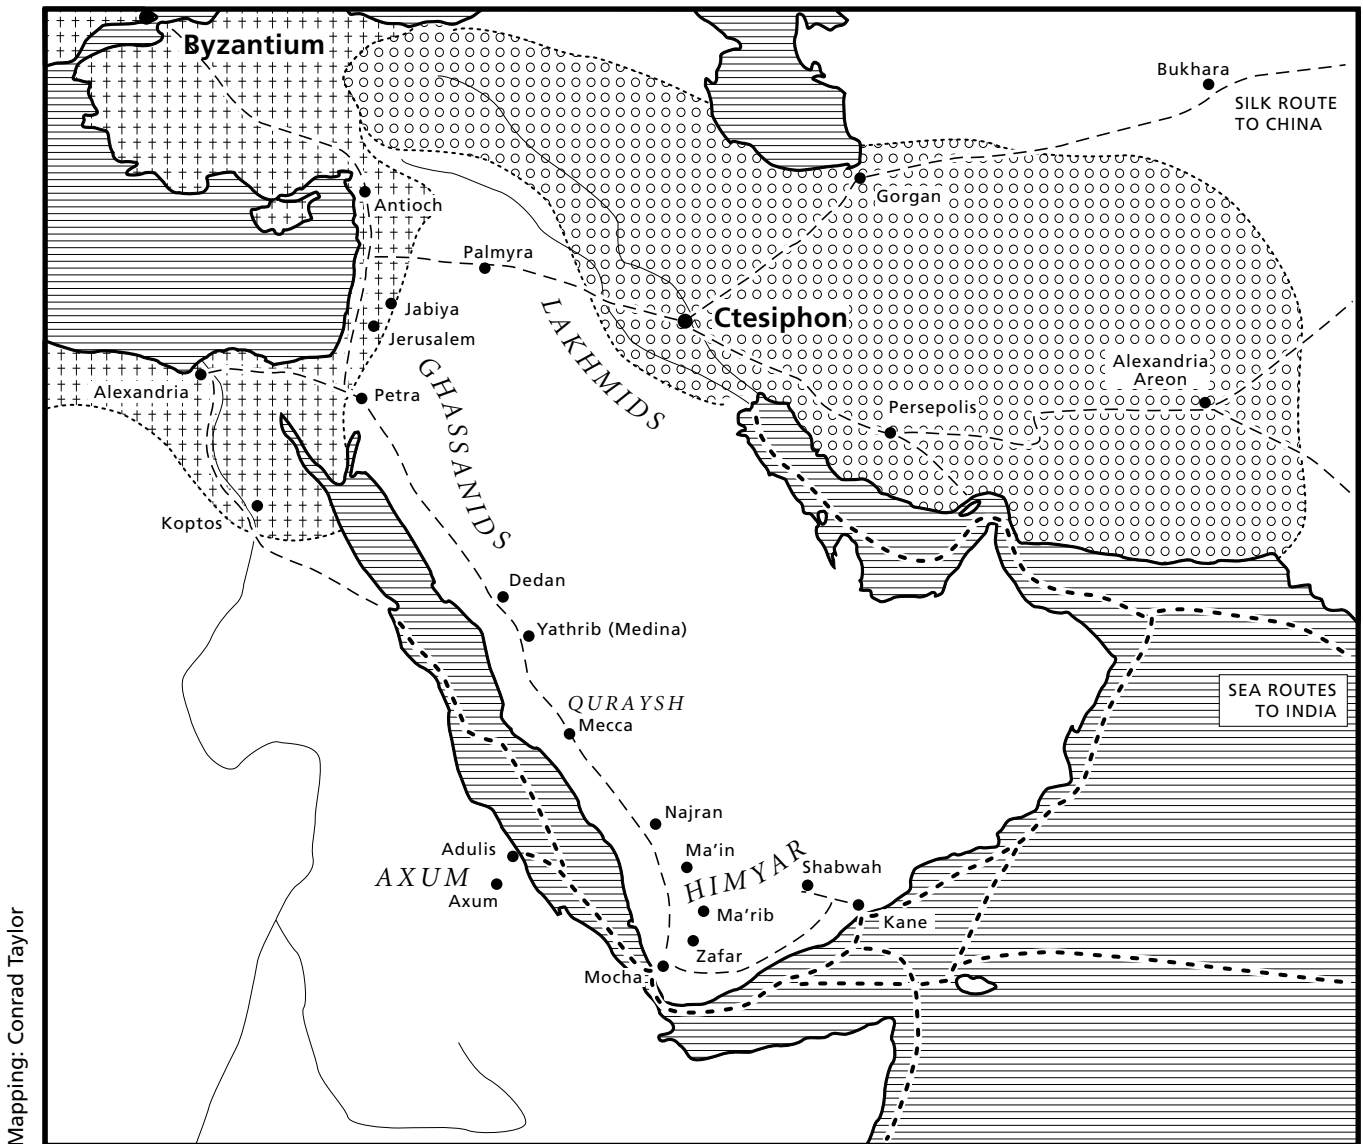 Byzantium
Bukhara
SILK ROUTE
TO CHINA
Gorgan
Antioch
Palmyra
Jabiya
Jerusalem
LAKHMIDS
Ctesiphon
Alexandria
Areon
Alexandria
Petra
GHASSANIDS
Persepolis
Koptos
Dedan
Yathrib (Medina)
QURAYSH
Mecca
SEA ROUTES
TO INDIA
Najran
Adulis
Ma’in
HIMYAR
Shabwah
AXUM
Axum
Ma’rib
Kane
Zafar
Mocha
Mapping: Conrad Taylor